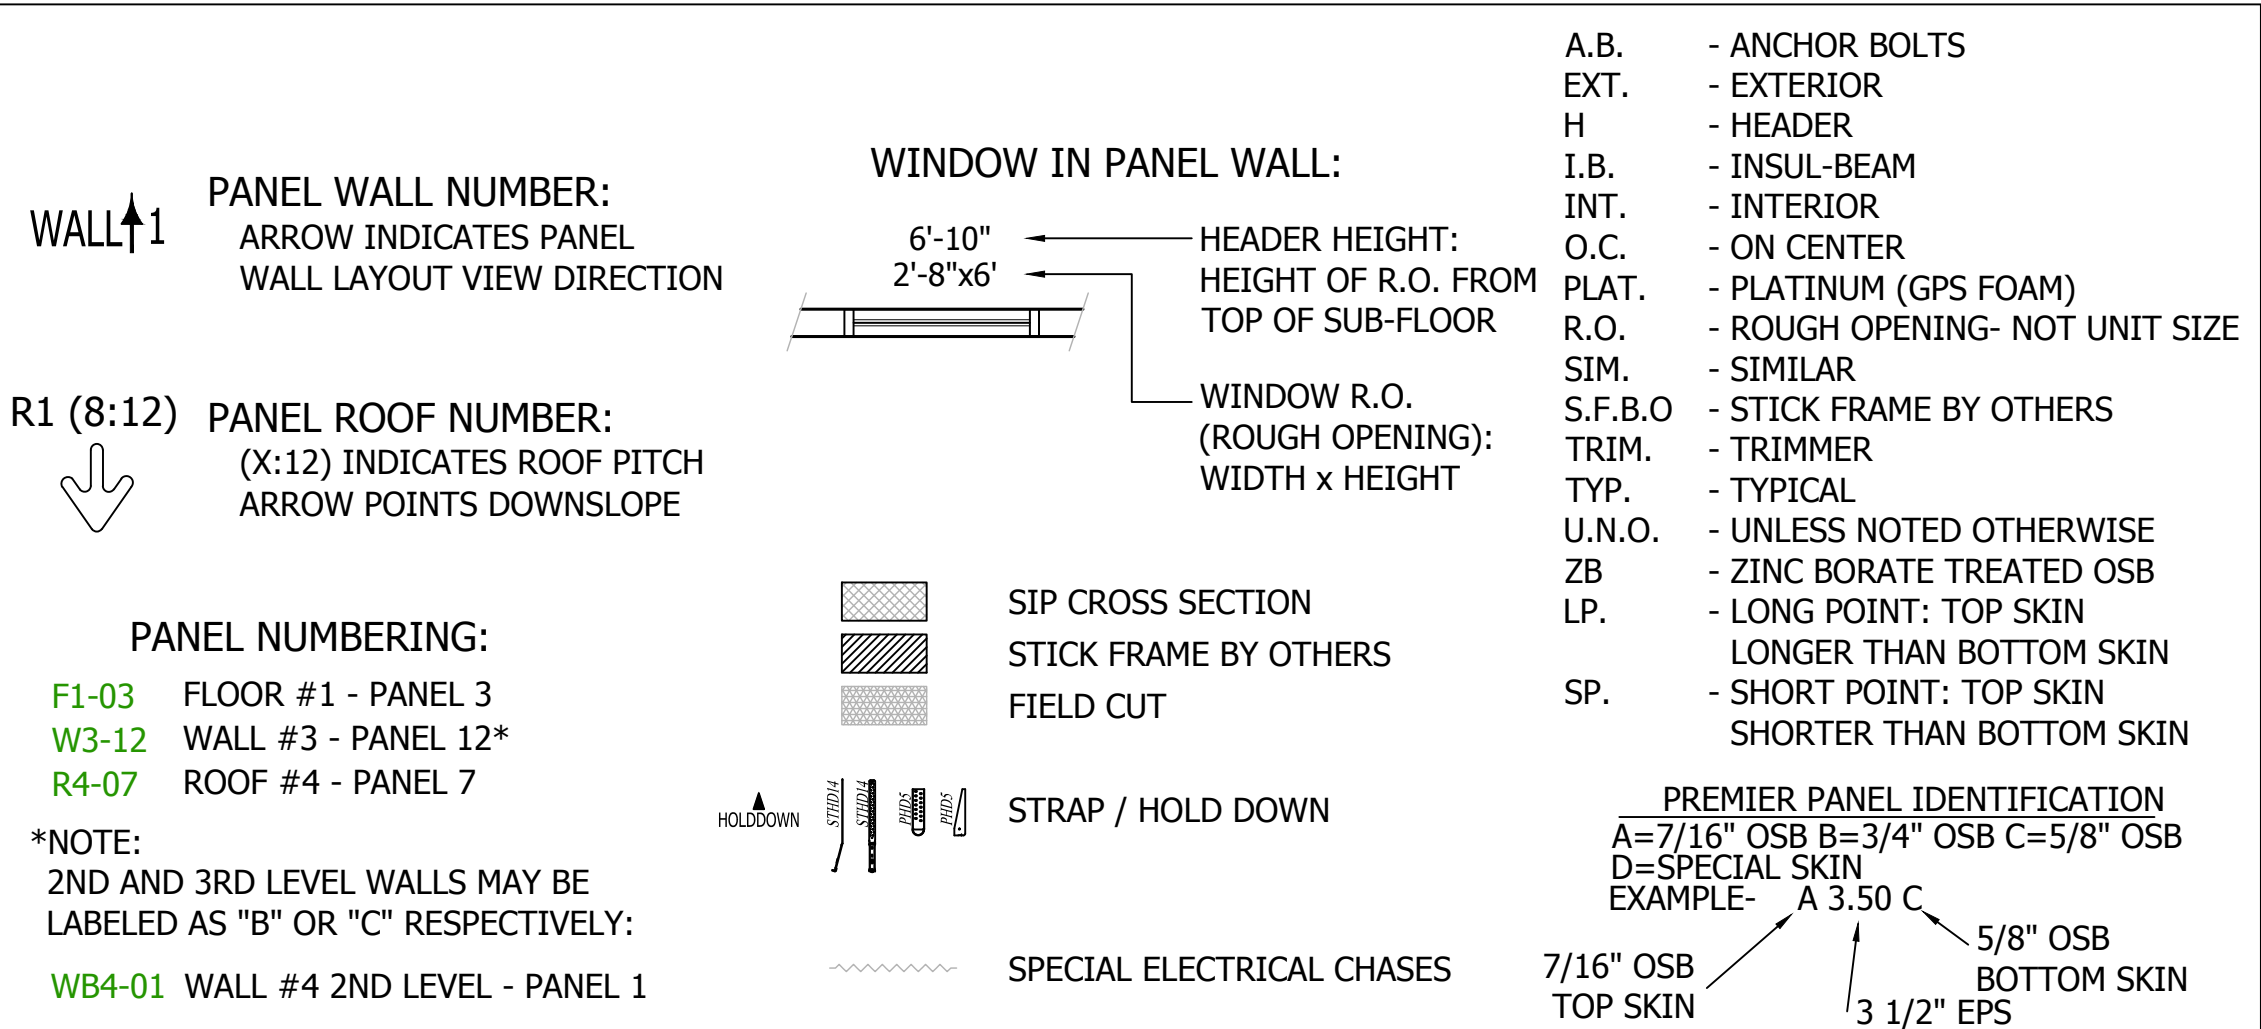 WALL 1
PANEL WALL NUMBER:
ARROW INDICATES PANEL
WALL LAYOUT VIEW DIRECTION
R1 (8:12)
PANEL ROOF NUMBER:
(X:12) INDICATES ROOF PITCH
ARROW POINTS DOWNSLOPE
PANEL NUMBERING:
F1-03 FLOOR #1 - PANEL 3
W3-12 WALL #3 - PANEL 12*
R4-07 ROOF #4 - PANEL 7
*NOTE:
2ND AND 3RD LEVEL WALLS MAY BE
LABELED AS "B" OR "C" RESPECTIVELY:
WB4-01 WALL #4 2ND LEVEL - PANEL 1
WINDOW IN PANEL WALL:
6'-10"
2'-8"x6'
HEADER HEIGHT:
HEIGHT OF R.O. FROM
TOP OF SUB-FLOOR
WINDOW R.O.
(ROUGH OPENING):
WIDTH x HEIGHT
SIP CROSS SECTION
STICK FRAME BY OTHERS
FIELD CUT
HOLDDOWN
STHD14
STHD14
PHD5
PHD5
STRAP / HOLD DOWN
SPECIAL ELECTRICAL CHASES
A.B. - ANCHOR BOLTS
EXT. - EXTERIOR
H - HEADER
I.B. - INSUL-BEAM
INT. - INTERIOR
O.C. - ON CENTER
PLAT. - PLATINUM (GPS FOAM)
R.O. - ROUGH OPENING- NOT UNIT SIZE
SIM. - SIMILAR
S.F.B.O - STICK FRAME BY OTHERS
TRIM. - TRIMMER
TYP. - TYPICAL
U.N.O. - UNLESS NOTED OTHERWISE
ZB - ZINC BORATE TREATED OSB
LP. - LONG POINT: TOP SKIN
LONGER THAN BOTTOM SKIN
SP. - SHORT POINT: TOP SKIN
SHORTER THAN BOTTOM SKIN
PREMIER PANEL IDENTIFICATION
A=7/16" OSB B=3/4" OSB C=5/8" OSB
D=SPECIAL SKIN
EXAMPLE- A 3.50 C
7/16" OSB
TOP SKIN
5/8" OSB
BOTTOM SKIN
3 1/2" EPS